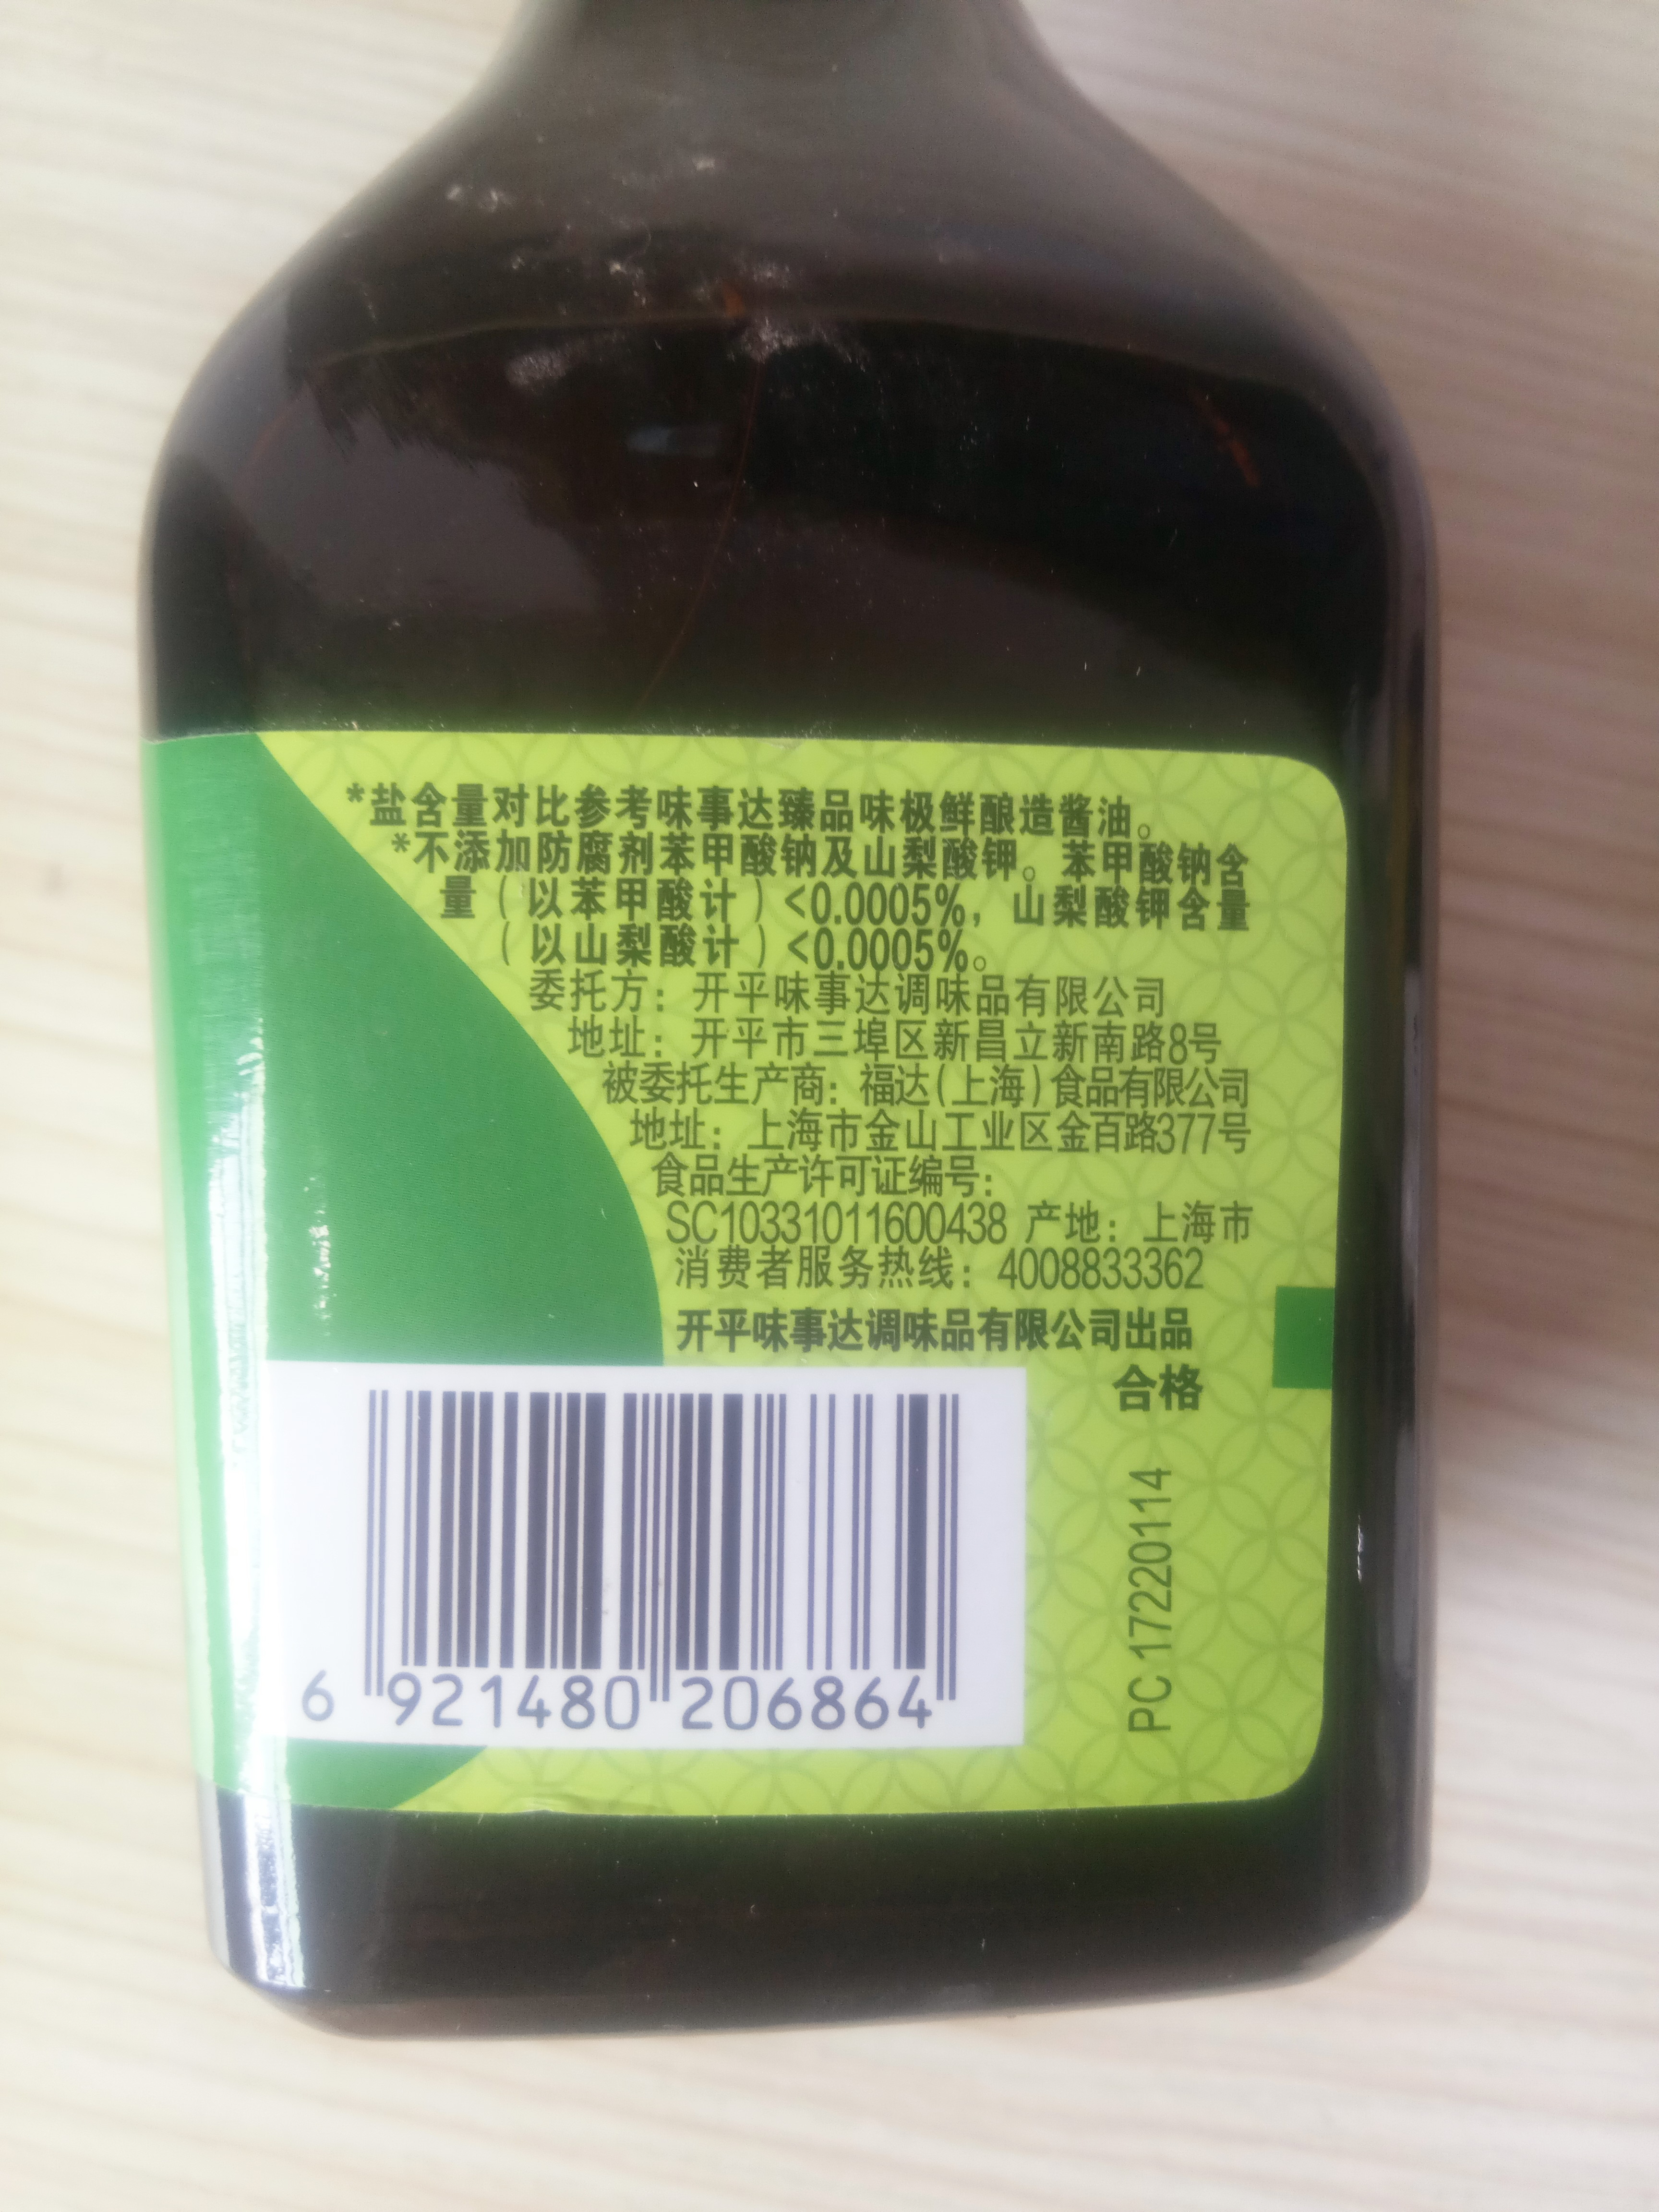 *盐含量对比参考味事达臻品味极鲜酿造酱油。
*不添加防腐剂苯甲酸钠及山梨酸钾。苯甲酸钠含
量（以苯甲酸计）<0.0005%，山梨酸钾含量
（以山梨酸计）<0.0005%。
委托方：开平味事达调味品有限公司
地址：开平市三埠区新昌立新南路8号
被委托生产商：福达(上海)食品有限公司
地址：上海市金山工业区金百路377号
食品生产许可证编号：
SC10331011600438 产地：上海市
消费者服务热线：4008833362
开平味事达调味品有限公司出品
合格
PC 17220114
6 921480 206864